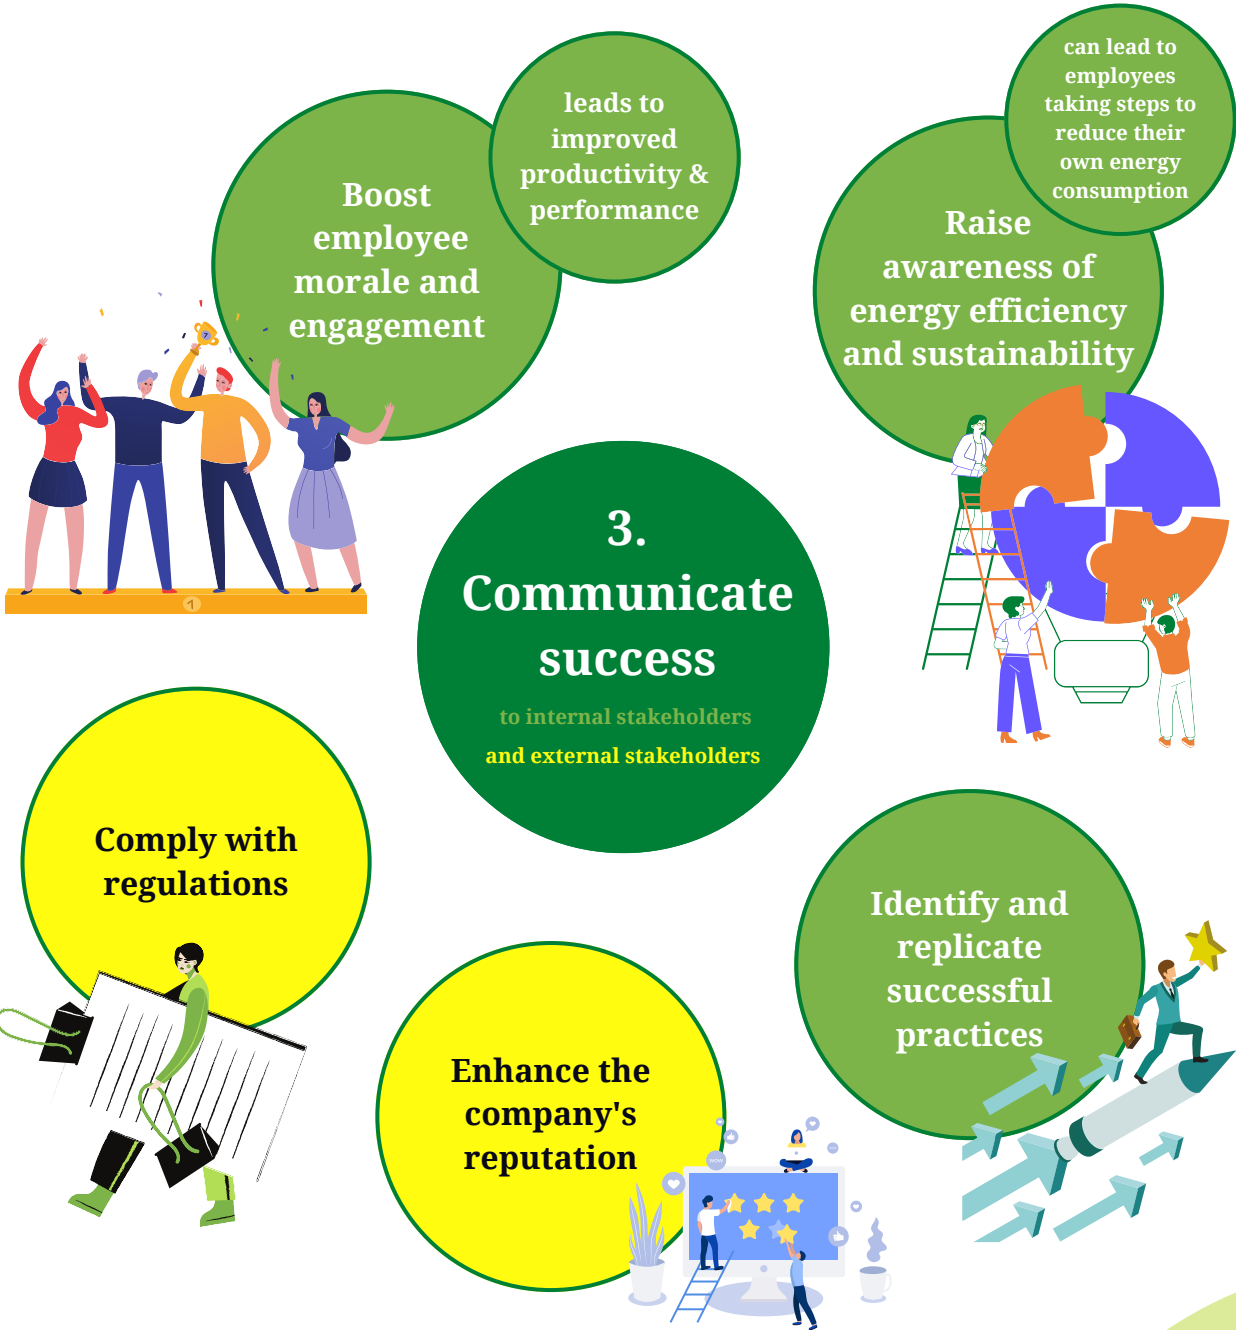 Boost
employee
morale and
engagement
leads to
improved
productivity &
performance
can lead to
employees
taking steps to
reduce their
own energy
consumption
Raise
awareness of
energy efficiency
and sustainability
3.
Communicate
success
to internal stakeholders
and external stakeholders
1
Comply with
regulations
Identify and
replicate
successful
practices
Enhance the
company's
reputation